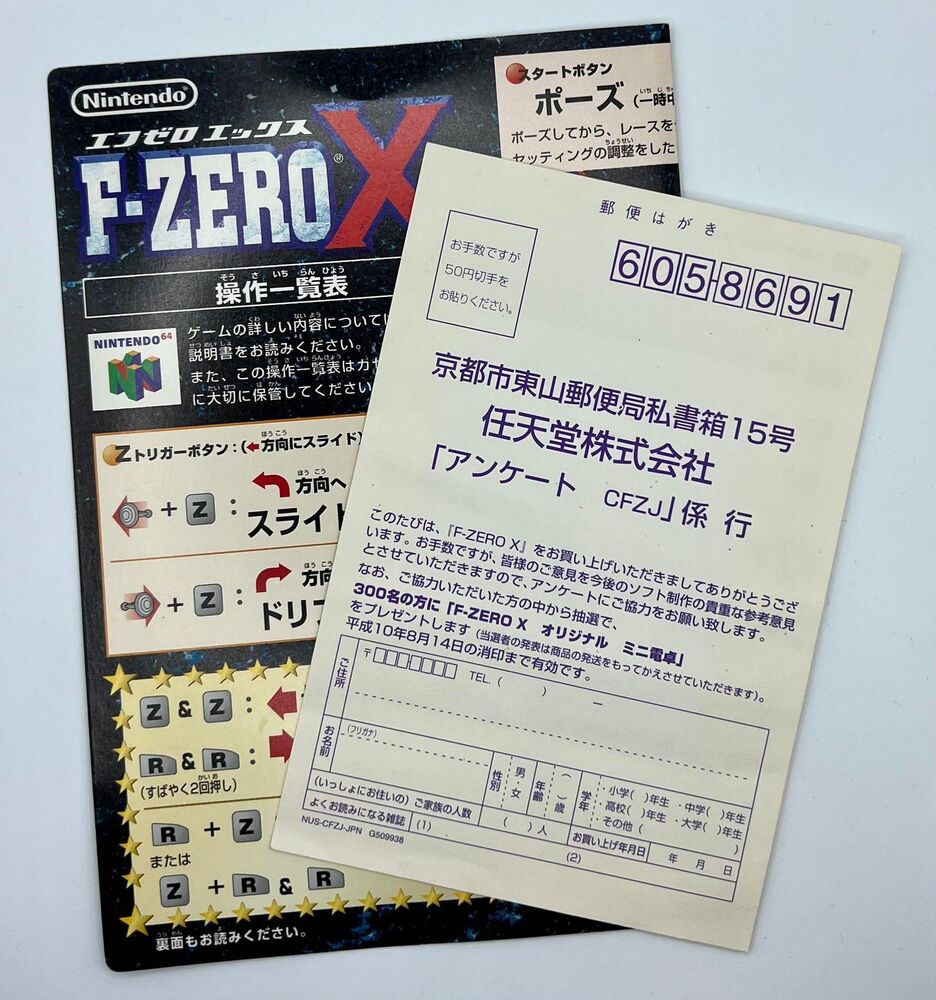 Nintendo
エフゼロ エックス
F-ZERO X
®
そうさいちらんひょう
操作一覧表
NINTENDO 64
ゲームの詳しい内容については
説明書をお読みください。
また、この操作一覧表は
に大切に保管してください
スタートボタン
ポーズ (一時中
ポーズしてから、レースを
セッティングの調整をした
Zトリガーボタン:(←方向にスライド)
+ Z : 方向へ
スライド
+ Z : 方向
ドリフ
Z & Z :
R & R :
(すばやく2回押し)
R + Z
または
Z + R & R
裏面もお読みください。
郵便はがき
お手数ですが
50円切手を
お貼りください。
6058691
京都市東山郵便局私書箱15号
任天堂株式会社
「アンケート CFZJ」係 行
このたびは、『F-ZERO X』をお買い上げいただきましてありがとうござ
います。お手数ですが、皆様のご意見を今後のソフト制作の貴重な参考意見
とさせていただきますので、アンケートにご協力をお願い致します。
なお、ご協力いただいた方の中から抽選で、
300名の方に「F-ZERO X オリジナル ミニ電卓」
をプレゼントします(当選者の発表は商品の発送をもってかえさせていただきます)。
平成10年8月14日の消印まで有効です。
ご住所
〒 TEL. ( ) −
お名前
(フリガナ)
性別
男・女
年齢
( )歳
学年
・小学( )年生 ・中学( )年生
・高校( )年生 ・大学( )年生
・その他( )
(いっしょにお住いの) ご家族の人数 ( )人
お買い上げ年月日 年 月 日
よくお読みになる雑誌 (1) (2)
NUS-CFZJ-JPN G509938